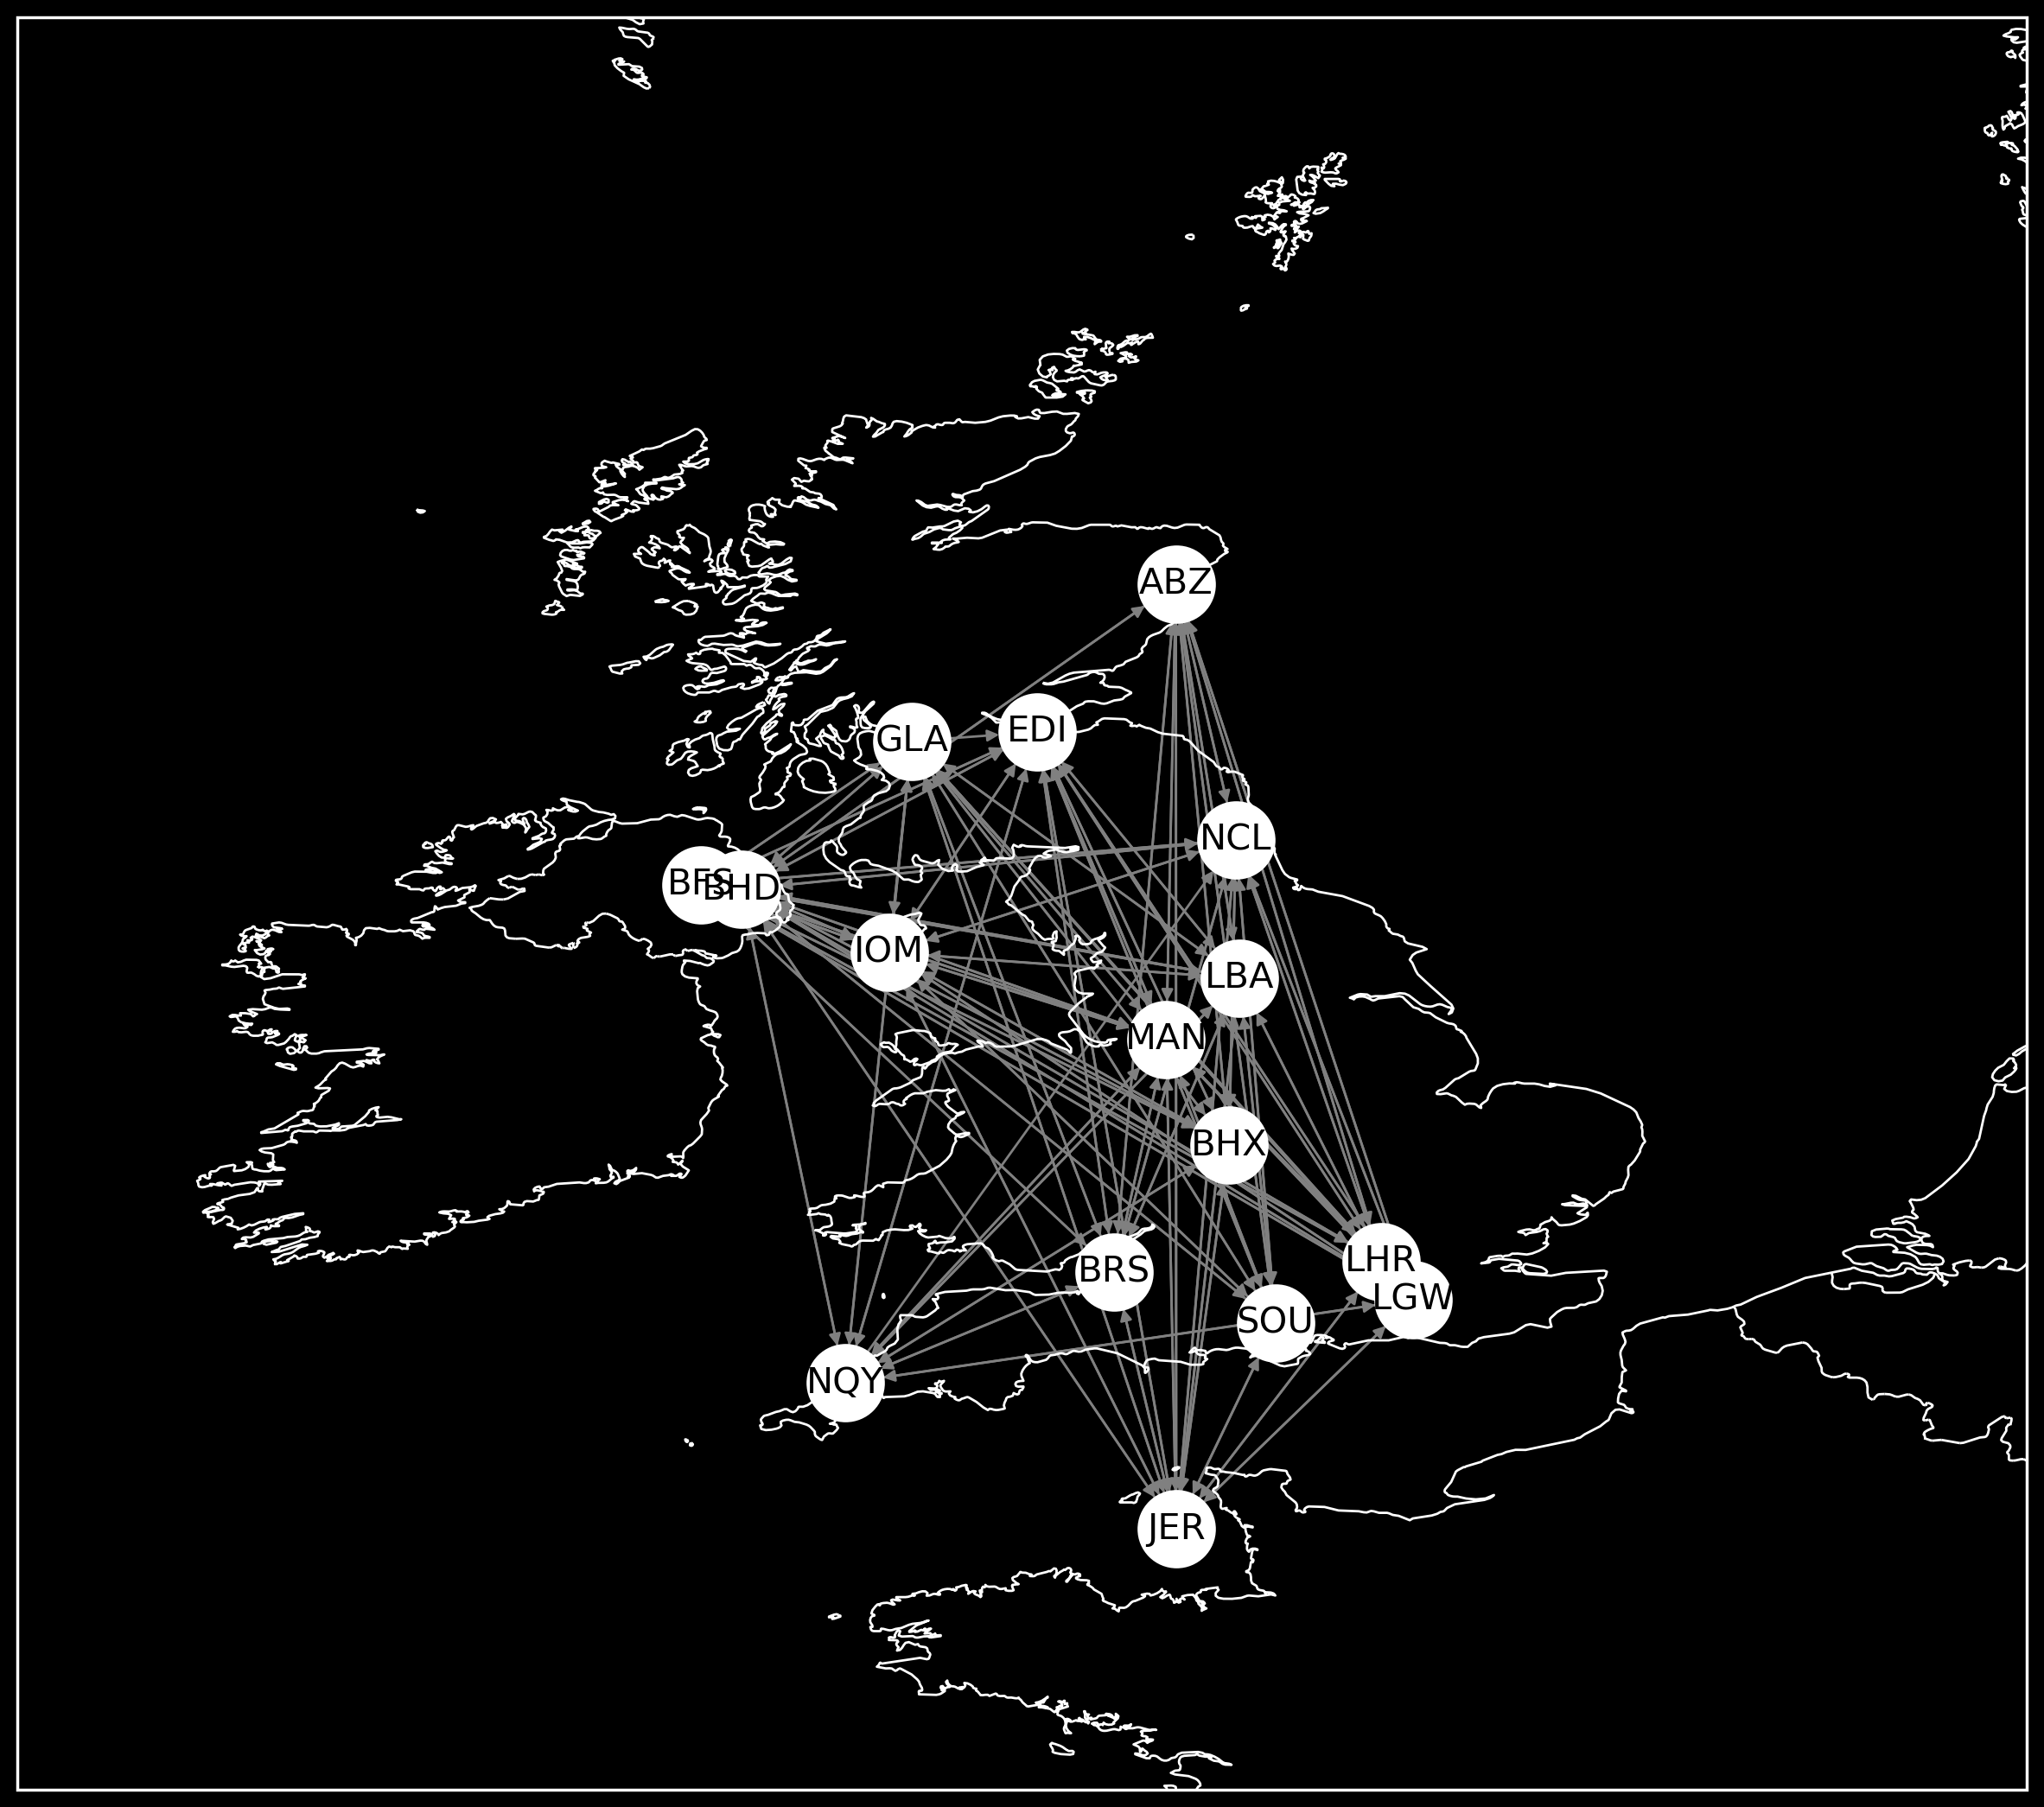 ABZ
GLA
EDI
NCL
BFS
BHD
IOM
LBA
MAN
BHX
BRS
LHR
LGW
SOU
NQY
JER